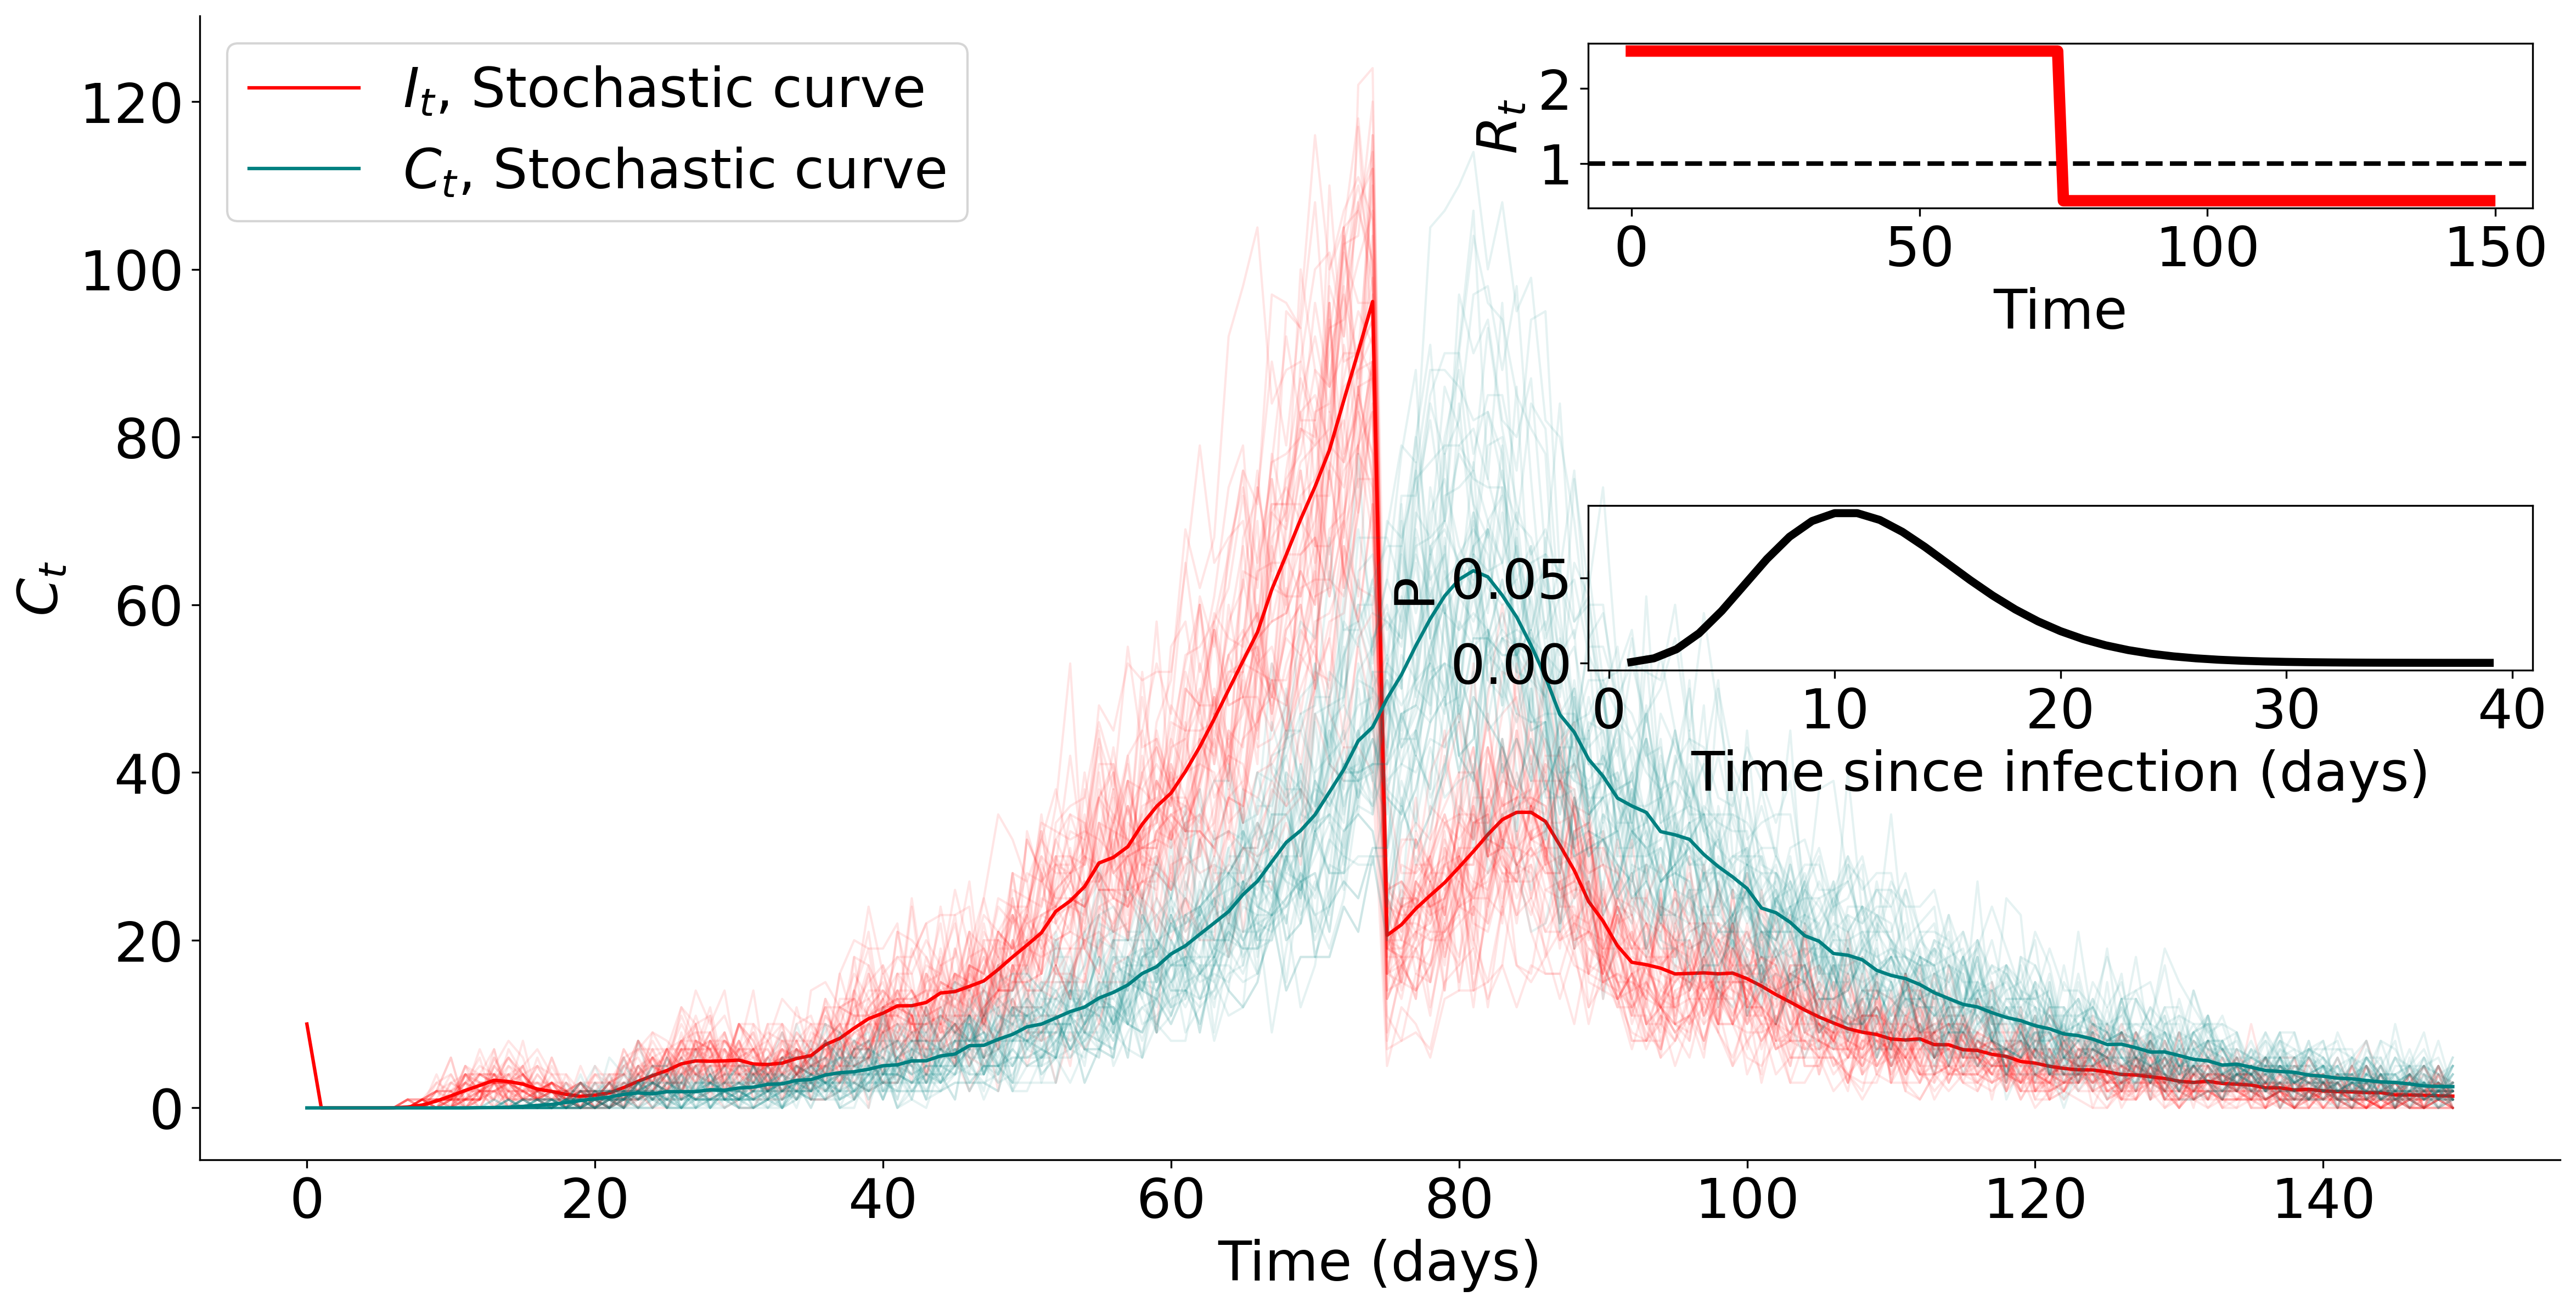 I_t, Stochastic curve
C_t, Stochastic curve
120
100
80
60
40
20
0
C_t
0 20 40 60 80 100 120 140
Time (days)
2
1
R_t
0 50 100 150
Time
0.05
0.00
P
0 10 20 30 40
Time since infection (days)